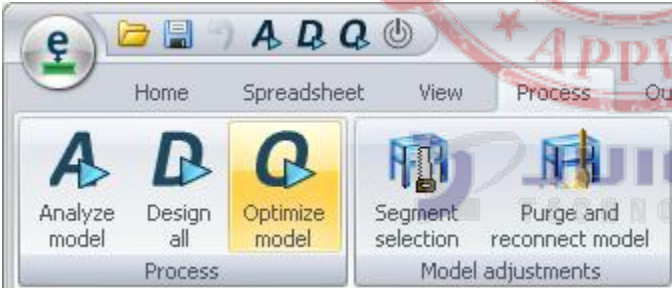 Home Spreadsheet View Process Ou
Analyze model
Design all
Optimize model
Segment selection
Purge and reconnect model
Process
Model adjustments